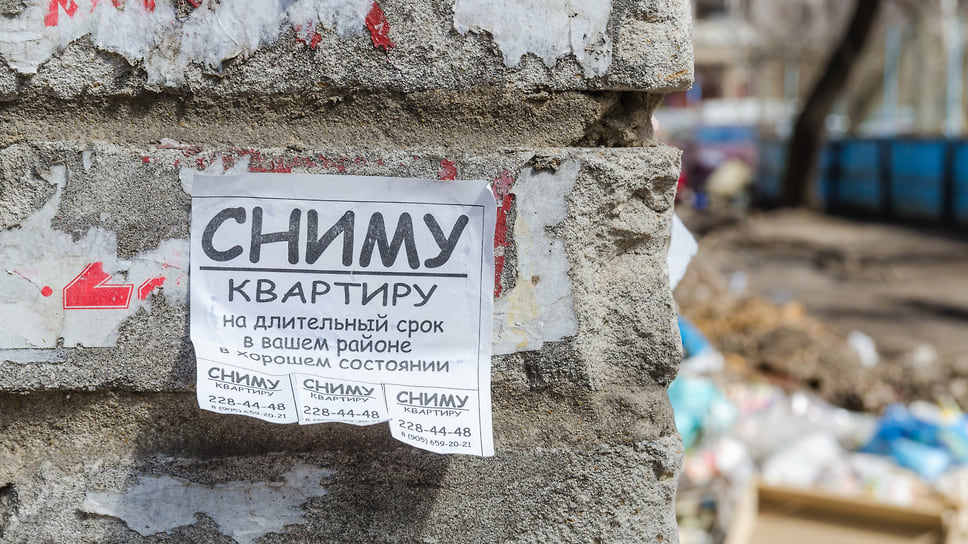 СНИМУ
КВАРТИРУ
на длительный срок
в вашем районе
в хорошем состоянии
СНИМУ
КВАРТИРУ
228-44-48
8 (905) 659-20-21
СНИМУ
КВАРТИРУ
228-44-48
8 (905) 659-20-21
СНИМУ
КВАРТИРУ
228-44-48
8 (905) 659-20-21